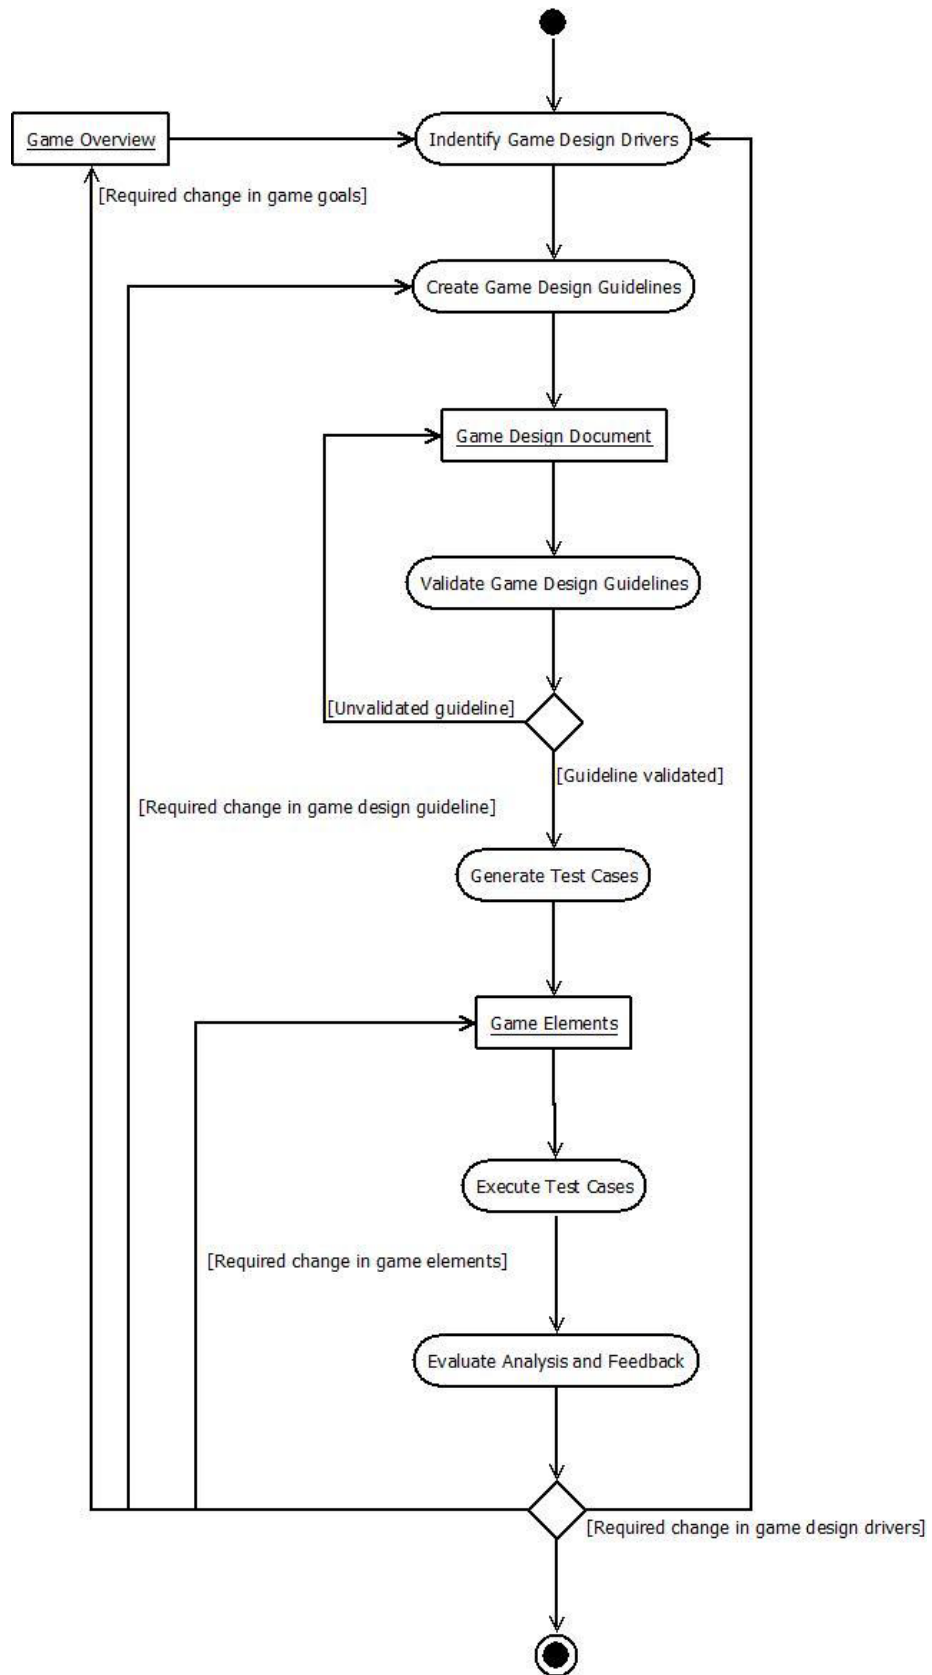 Game Overview
Indentify Game Design Drivers
[Required change in game goals]
Create Game Design Guidelines
Game Design Document
Validate Game Design Guidelines
[Unvalidated guideline]
[Guideline validated]
[Required change in game design guideline]
Generate Test Cases
Game Elements
Execute Test Cases
[Required change in game elements]
Evaluate Analysis and Feedback
[Required change in game design drivers]